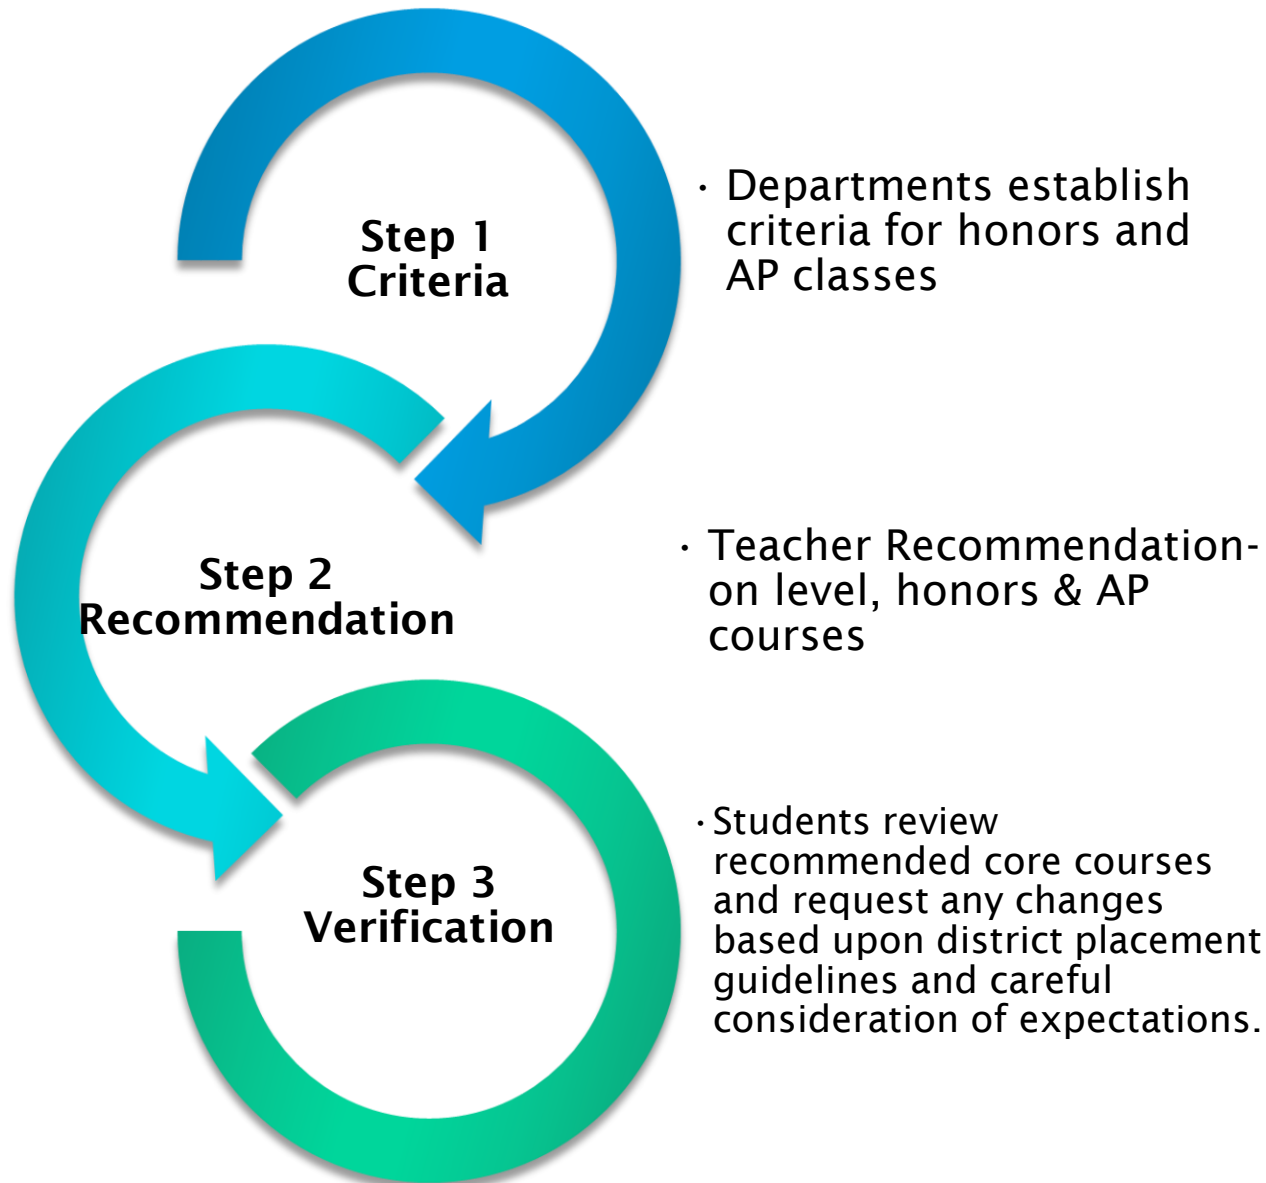 Step 1
Criteria
· Departments establish
criteria for honors and
AP classes
Step 2
Recommendation
· Teacher Recommendation-
on level, honors & AP
courses
Step 3
Verification
· Students review
recommended core courses
and request any changes
based upon district placement
guidelines and careful
consideration of expectations.